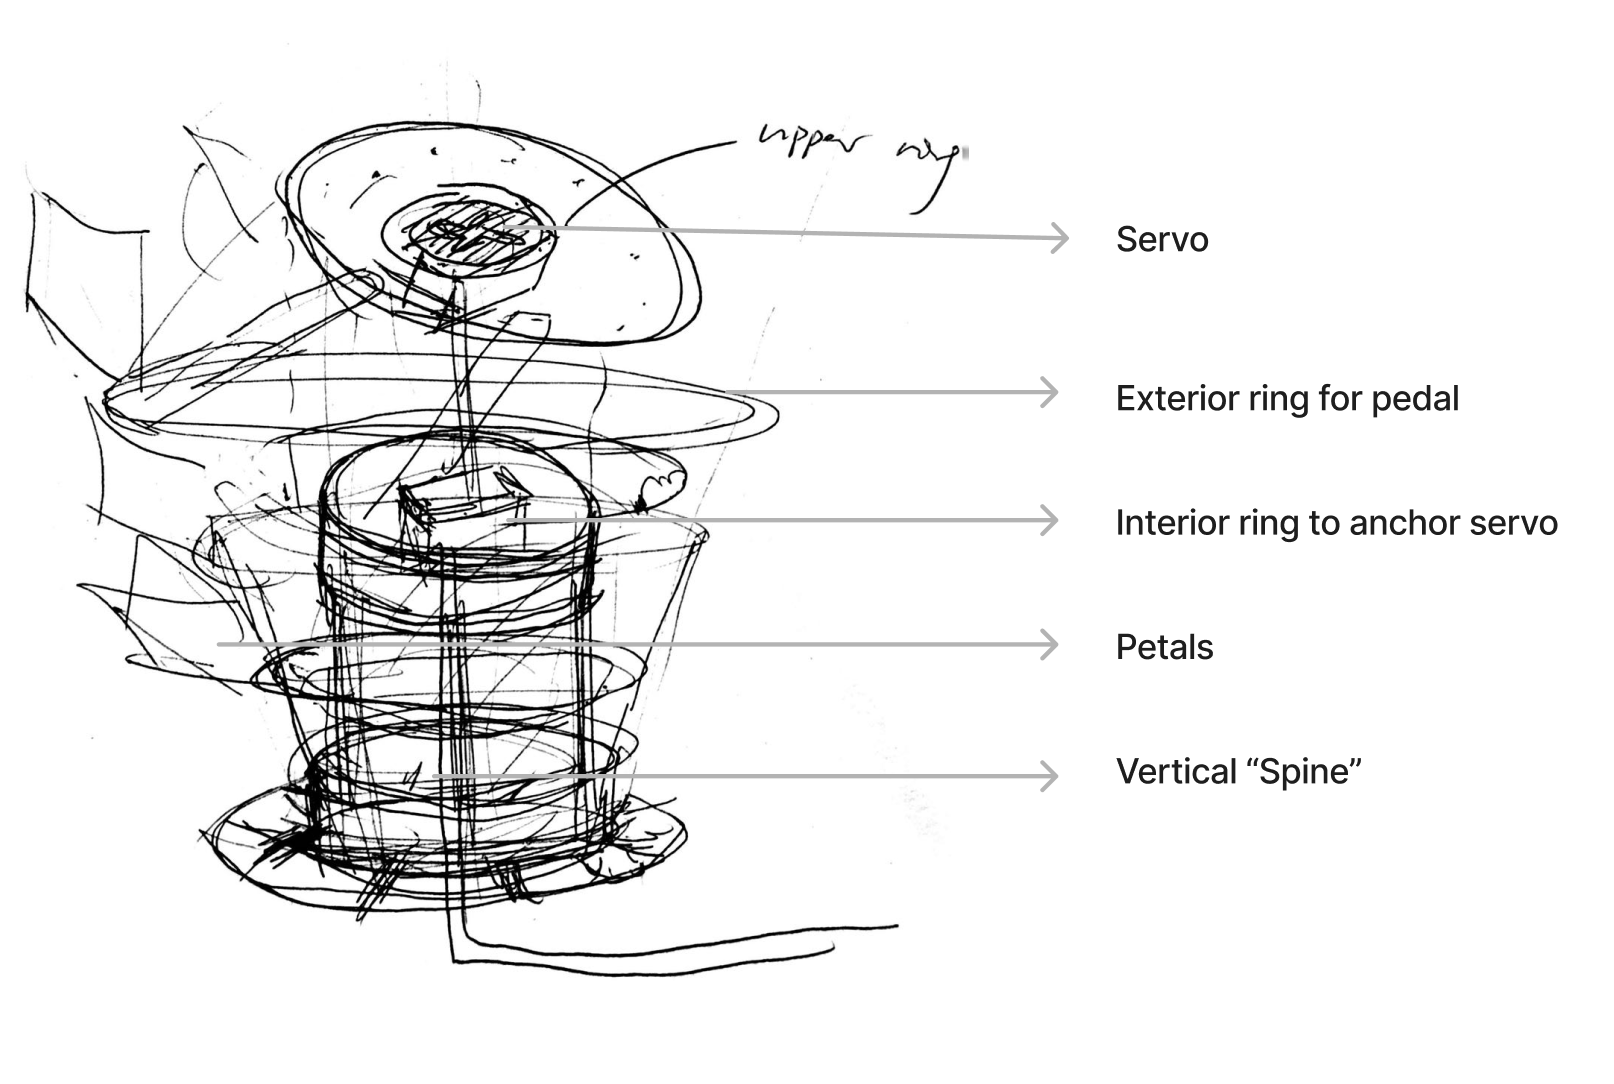 upper ring
Servo
Exterior ring for pedal
Interior ring to anchor servo
Petals
Vertical “Spine”